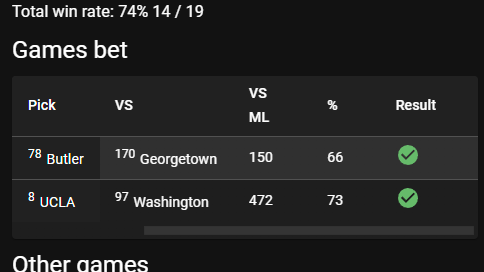 Total win rate: 74% 14 / 19
Games bet
Pick VS VS ML % Result
78 Butler 170 Georgetown 150 66
8 UCLA 97 Washington 472 73
Other games